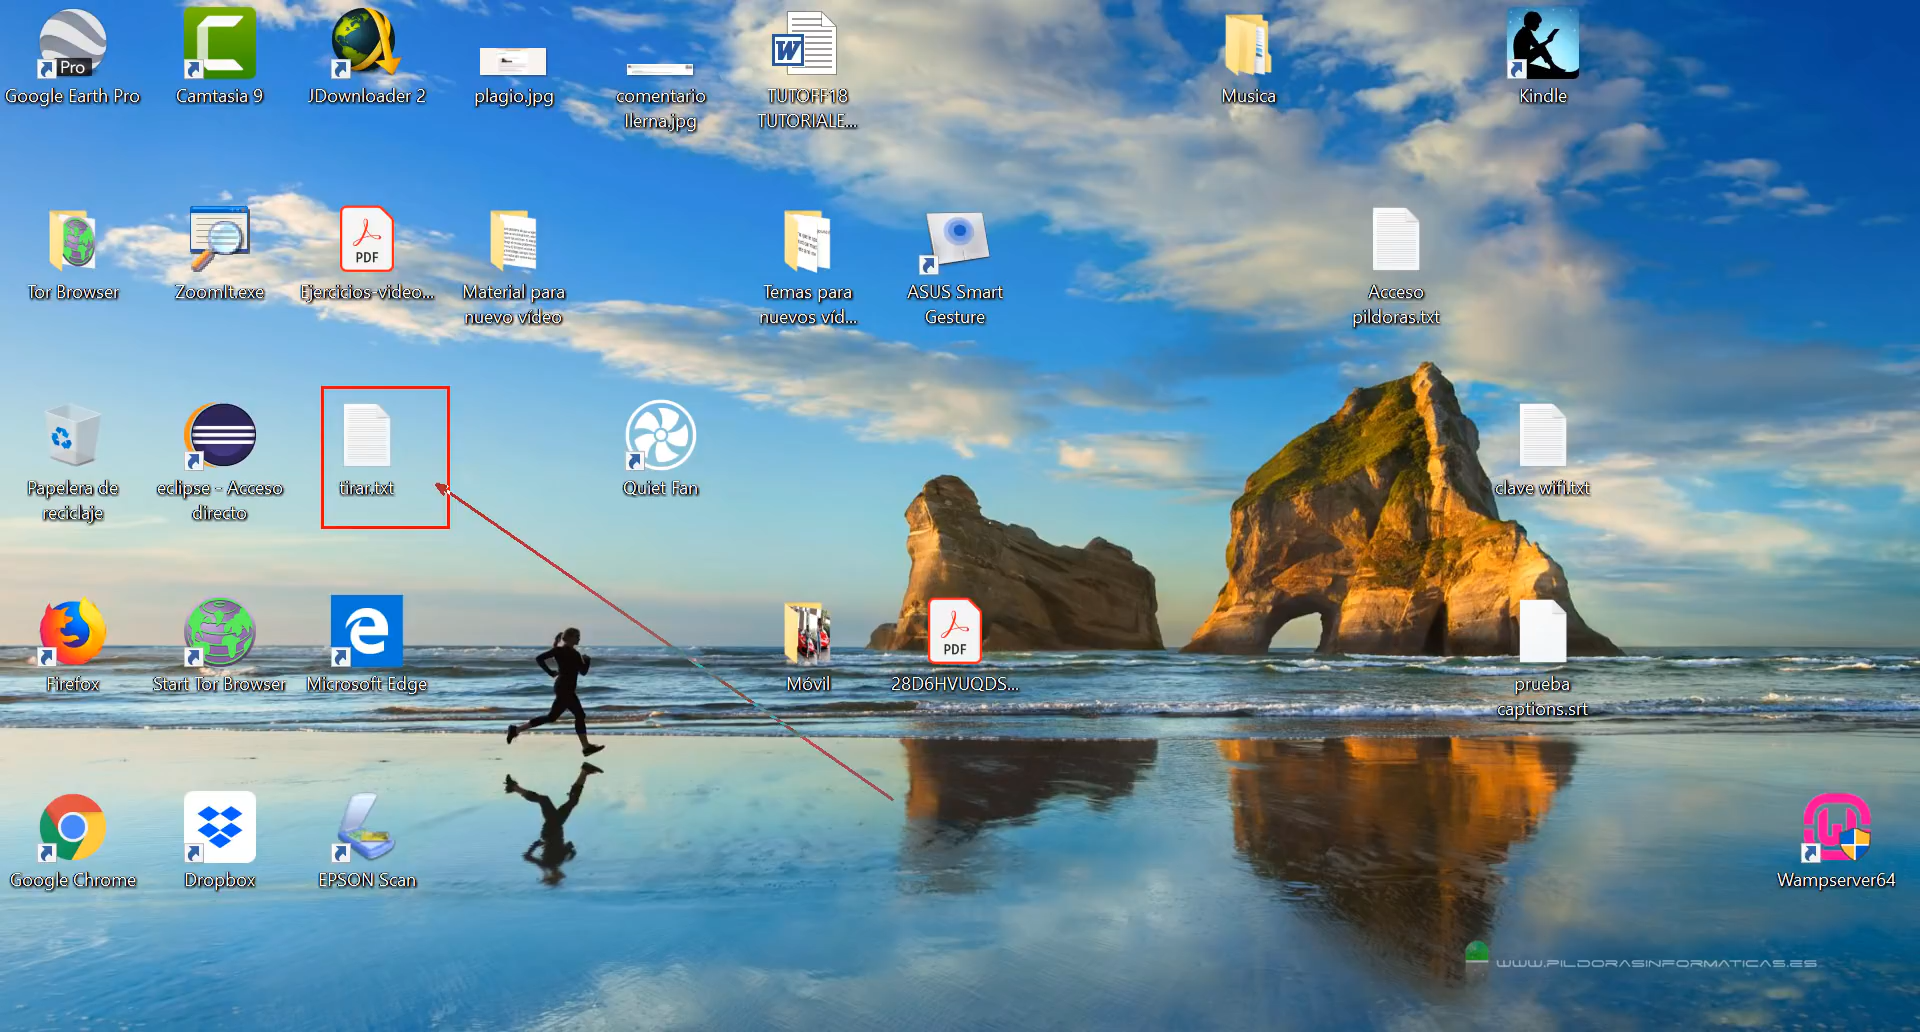 Pro
Google Earth Pro
Camtasia 9
JDownloader 2
plagio.jpg
comentario
Ilerna.jpg
W
TUTOFF18
TUTORIALE...
Musica
Kindle
Tor Browser
ZoomIt.exe
PDF
Ejercicios-video...
Material para
nuevo vídeo
Temas para
nuevos víd...
ASUS Smart
Gesture
Acceso
pildoras.txt
Papelera de
reciclaje
eclipse - Acceso
directo
tirar.txt
Quiet Fan
clave wifi.txt
Firefox
Start Tor Browser
Microsoft Edge
Móvil
PDF
28D6HVUQDS...
prueba
captions.srt
Google Chrome
Dropbox
EPSON Scan
Wampserver64
WWW.PILDORASINFORMATICAS.ES